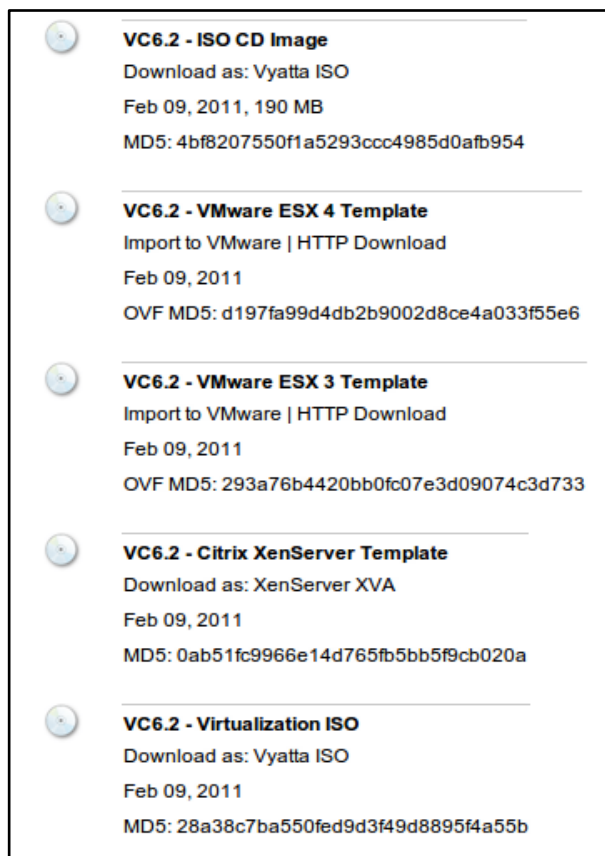 VC6.2 - ISO CD Image
Download as: Vyatta ISO
Feb 09, 2011, 190 MB
MD5: 4bf8207550f1a5293ccc4985d0afb954
VC6.2 - VMware ESX 4 Template
Import to VMware | HTTP Download
Feb 09, 2011
OVF MD5: d197fa99d4db2b9002d8ce4a033f55e6
VC6.2 - VMware ESX 3 Template
Import to VMware | HTTP Download
Feb 09, 2011
OVF MD5: 293a76b4420bb0fc07e3d09074c3d733
VC6.2 - Citrix XenServer Template
Download as: XenServer XVA
Feb 09, 2011
MD5: 0ab51fc9966e14d765fb5bb5f9cb020a
VC6.2 - Virtualization ISO
Download as: Vyatta ISO
Feb 09, 2011
MD5: 28a38c7ba550fed9d3f49d8895f4a55b